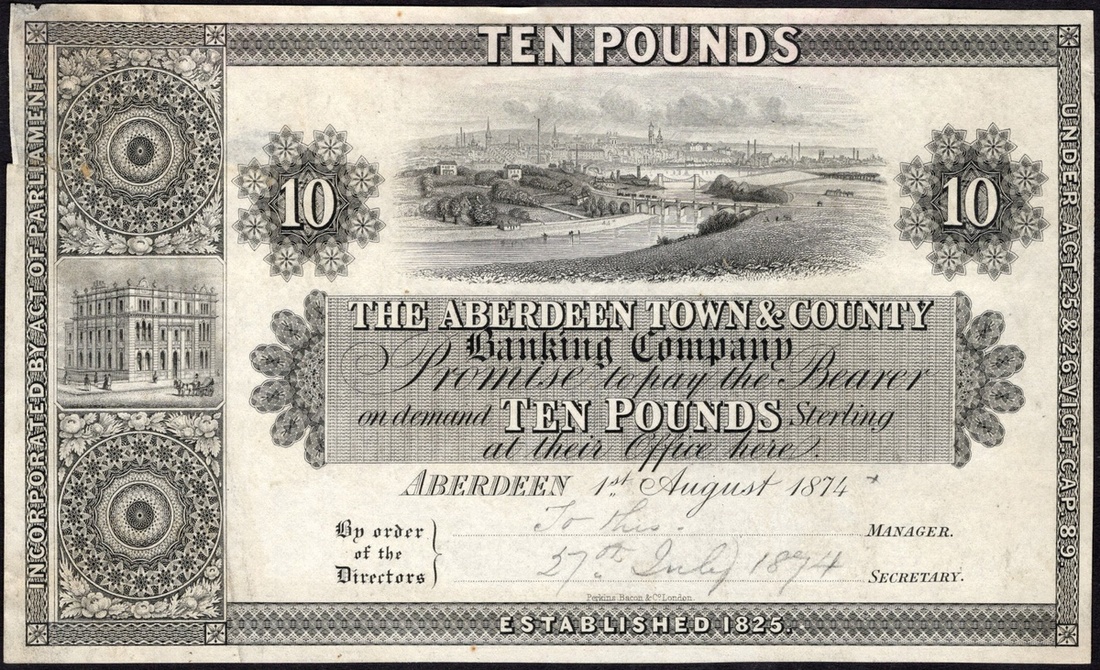 TEN POUNDS
INCORPORATED BY ACT OF PARLIAMENT
10
10
UNDER ACT 25 & 26 VICT. CAP. 89.
THE ABERDEEN TOWN & COUNTY
Banking Company
Promise to pay the Bearer
on demand TEN POUNDS Sterling
at their Office here.
ABERDEEN 1st August 1874
To this.
By order
of the
Directors
MANAGER.
27th July 1874
SECRETARY.
Perkins, Bacon & Co. London.
ESTABLISHED 1825.